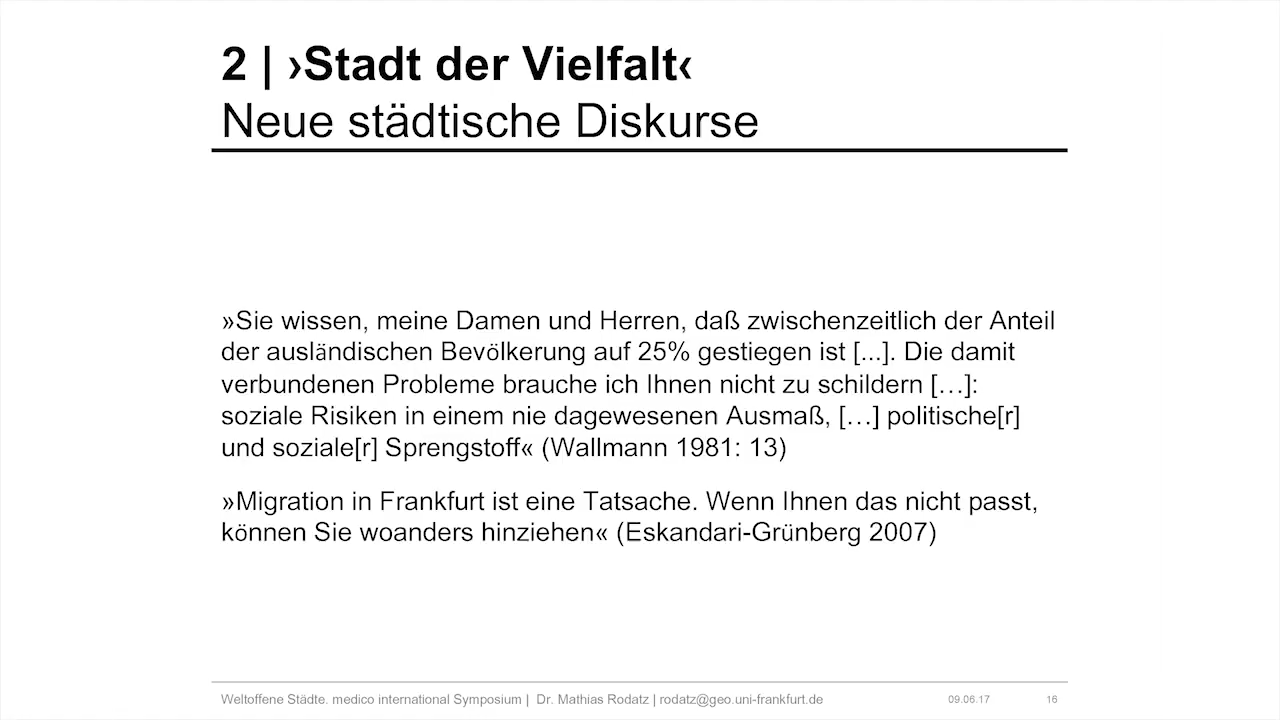 2 | ›Stadt der Vielfalt‹
Neue städtische Diskurse
»Sie wissen, meine Damen und Herren, daß zwischenzeitlich der Anteil
der ausländischen Bevölkerung auf 25% gestiegen ist [...]. Die damit
verbundenen Probleme brauche ich Ihnen nicht zu schildern […]:
soziale Risiken in einem nie dagewesenen Ausmaß, […] politische[r]
und soziale[r] Sprengstoff« (Wallmann 1981: 13)
»Migration in Frankfurt ist eine Tatsache. Wenn Ihnen das nicht passt,
können Sie woanders hinziehen« (Eskandari-Grünberg 2007)
Weltoffene Städte. medico international Symposium | Dr. Mathias Rodatz | rodatz@geo.uni-frankfurt.de 09.06.17 16